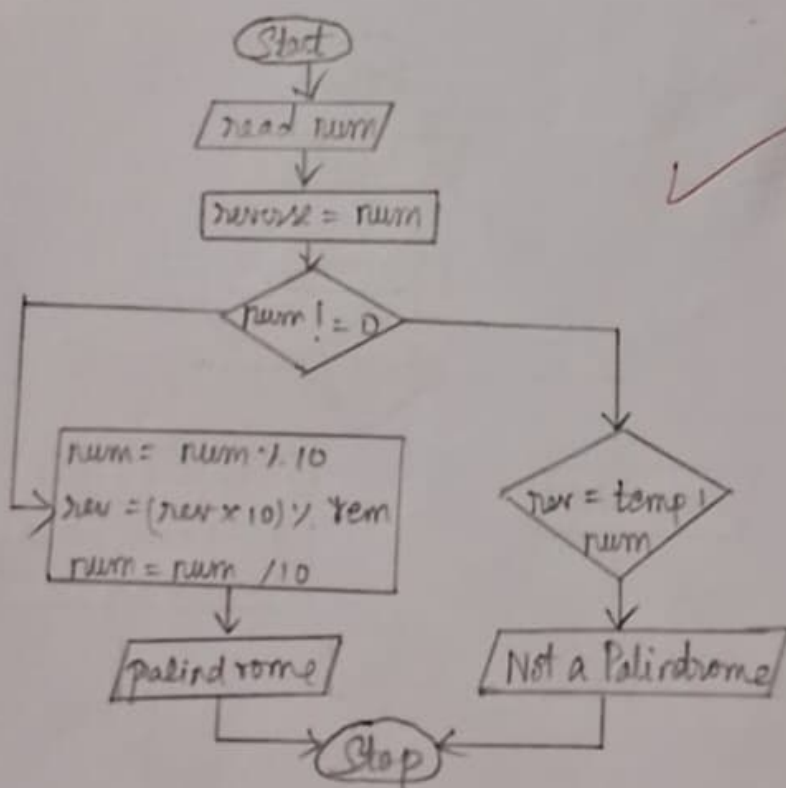 Start
read num
reverse = num
num != 0
num = num % 10
rev = (rev × 10) % rem
num = num / 10
rev = temp !
num
palindrome
Not a Palindrome
Stop